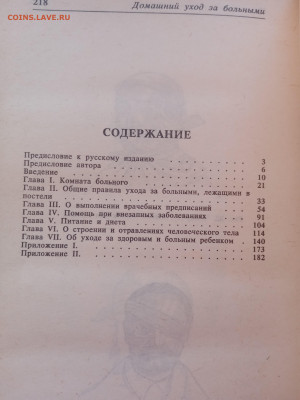 COINS.LAVE.RU
218 Домашний уход за больными
СОДЕРЖАНИЕ
Предисловие к русскому изданию . . . . . . . . 3
Предисловие автора . . . . . . . . . . 6
Введение . . . . . . . . . . . . . 10
Глава I. Комната больного . . . . . . . . . 21
Глава II. Общие правила ухода за больными, лежащими в
постели . . . . . . . . . . . . . 33
Глава III. О выполнении врачебных предписаний . . . . 54
Глава IV. Помощь при внезапных заболеваниях . . . . 91
Глава V. Питание и диета . . . . . . . . . 104
Глава VI. О строении и отравлениях человеческого тела . 114
Глава VII. Об уходе за здоровым и больным ребенком . . 140
Приложение I. . . . . . . . . . . . . 173
Приложение II. . . . . . . . . . . . 182